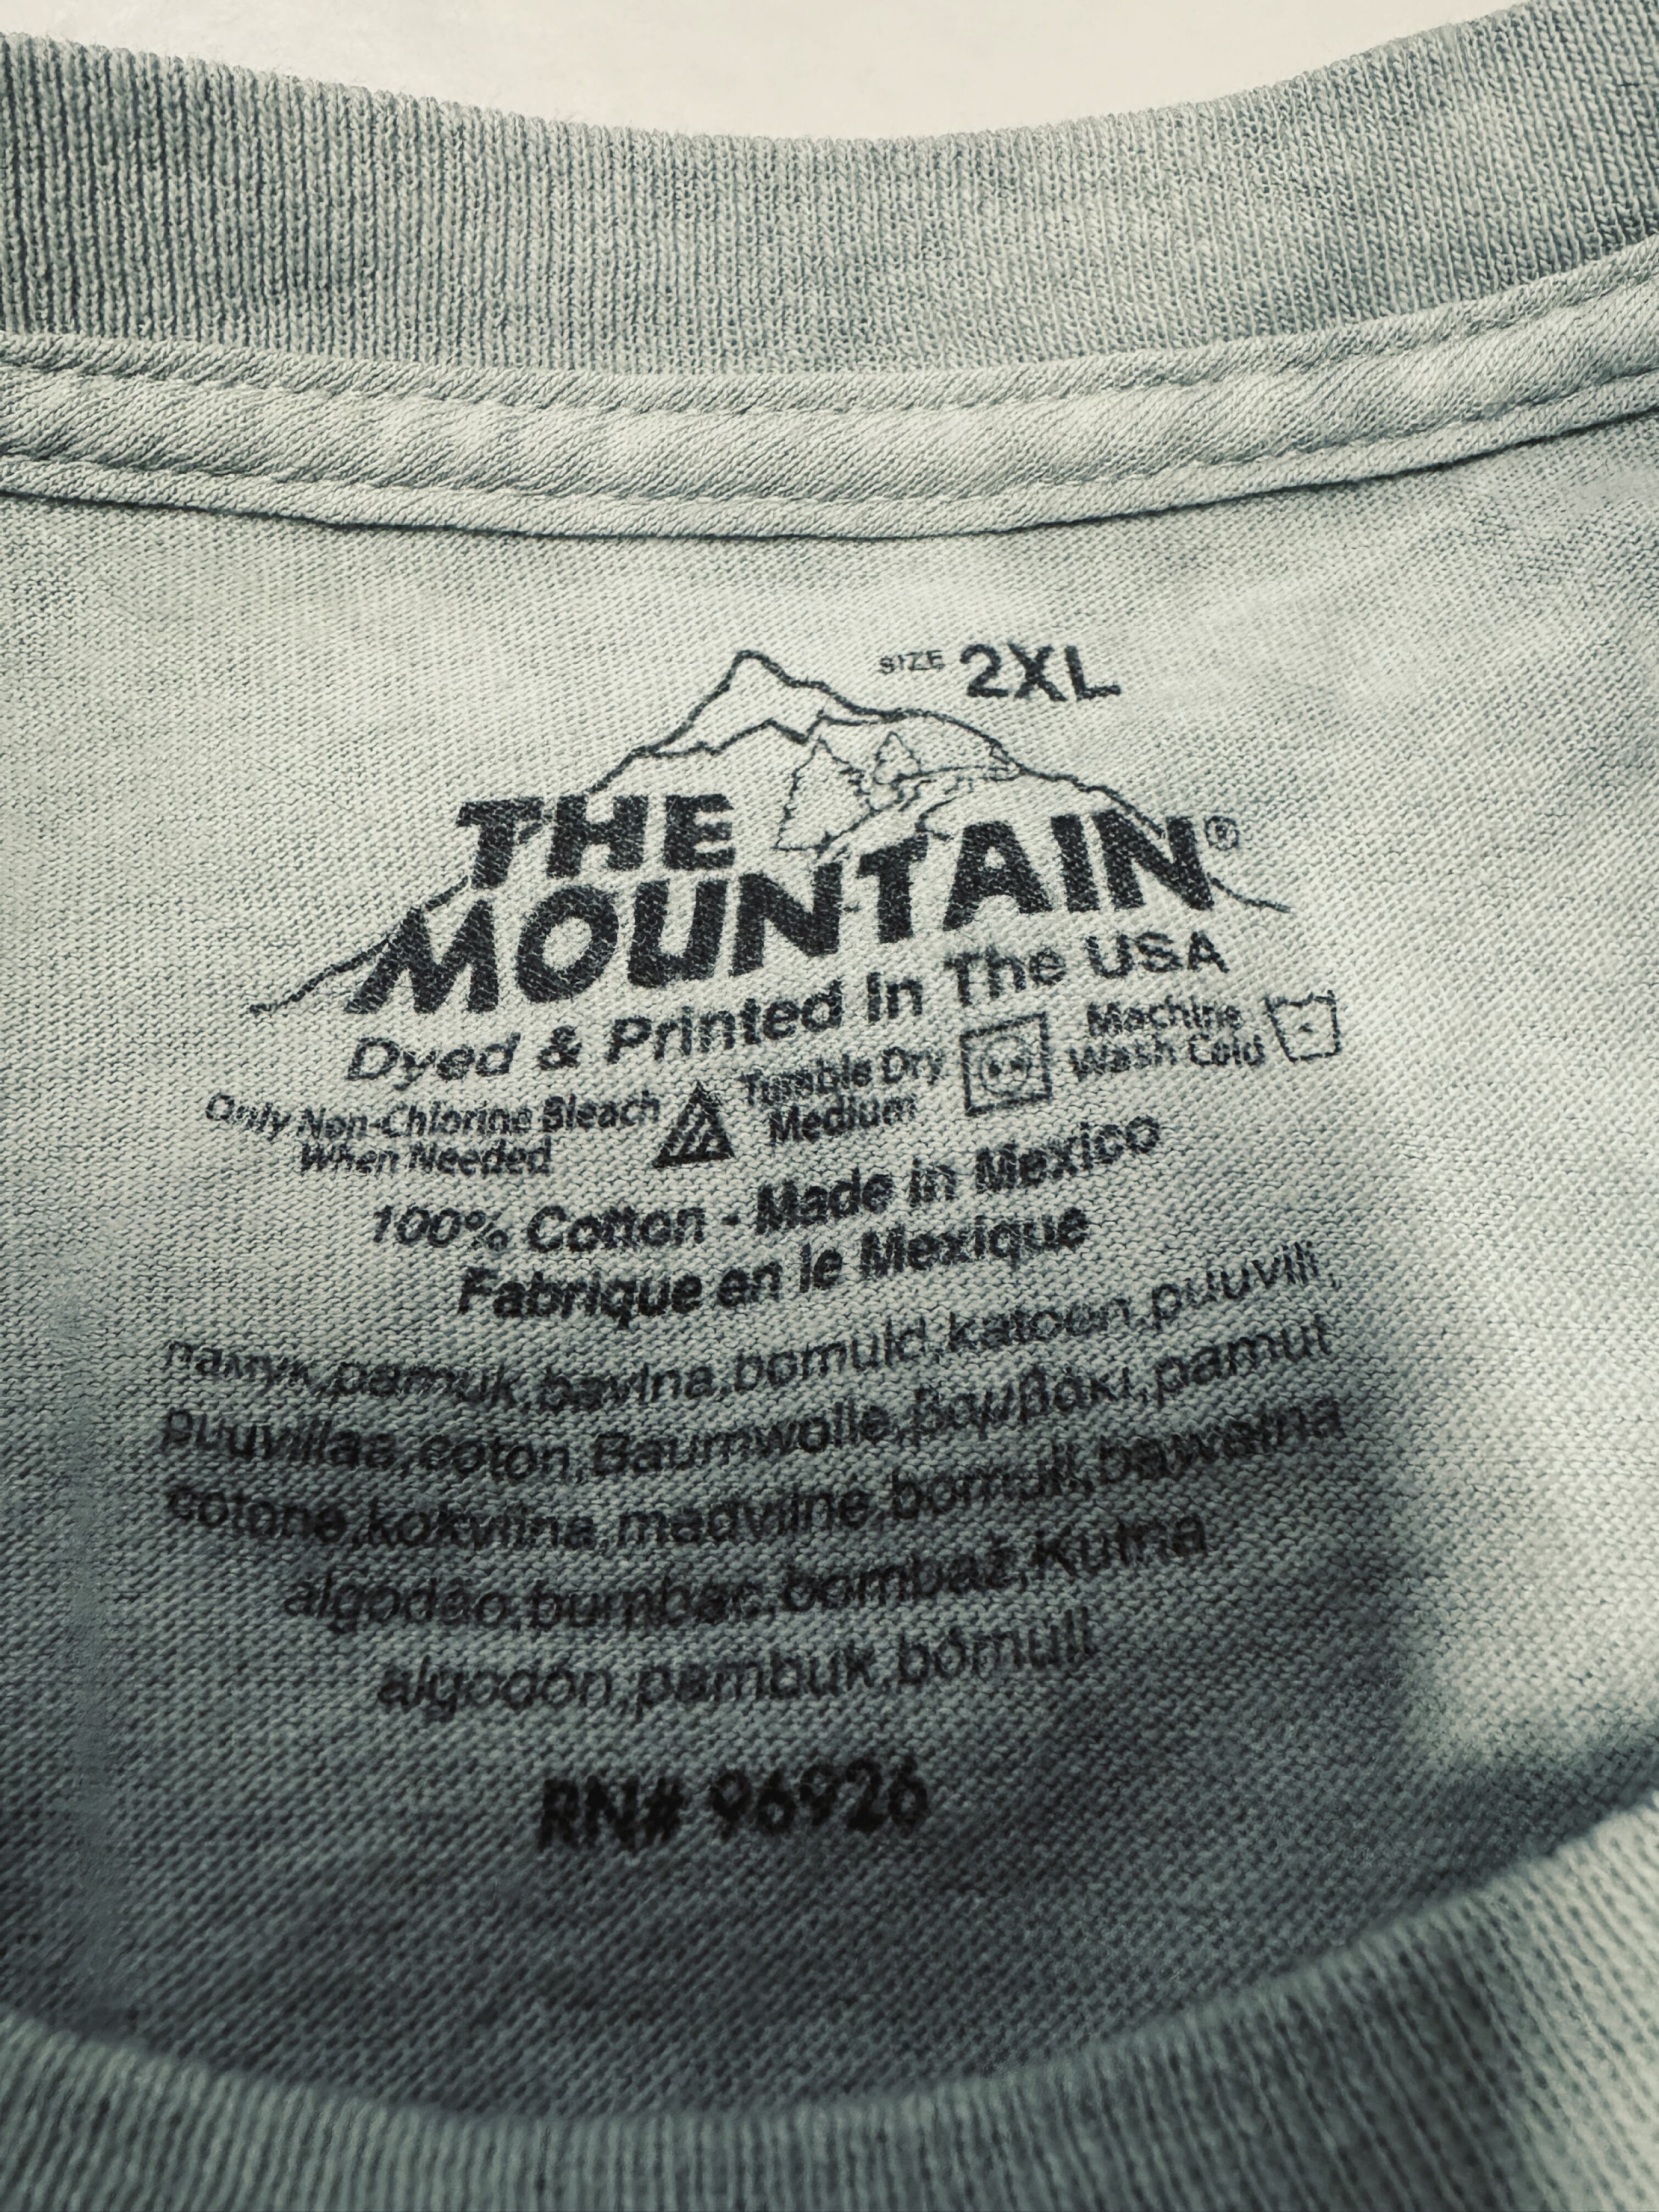 SIZE 2XL
THE
MOUNTAIN®
Dyed & Printed In The USA
Only Non-Chlorine Bleach
When Needed
Tumble Dry
Medium
Machine
Wash Cold
100% Cotton - Made in Mexico
Fabrique en le Mexique
памук,pamuk,bavlna,bomuld,katoen,puuvill,
puuvillaa,coton,Baumwolle,βαμβάκι,pamut
cotone,kokvilna,medvilne,bomull,bawełna
algodão,bumbac,bombaž,Kutna
algodón,pambuk,bómull
RN# 96926